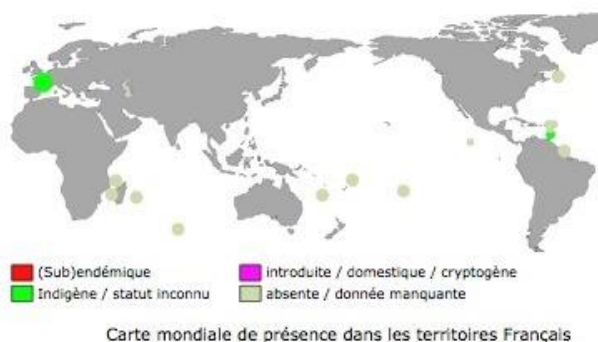 (Sub)endémique
introduite / domestique / cryptogène
Indigène / statut inconnu
absente / donnée manquante
Carte mondiale de présence dans les territoires Français